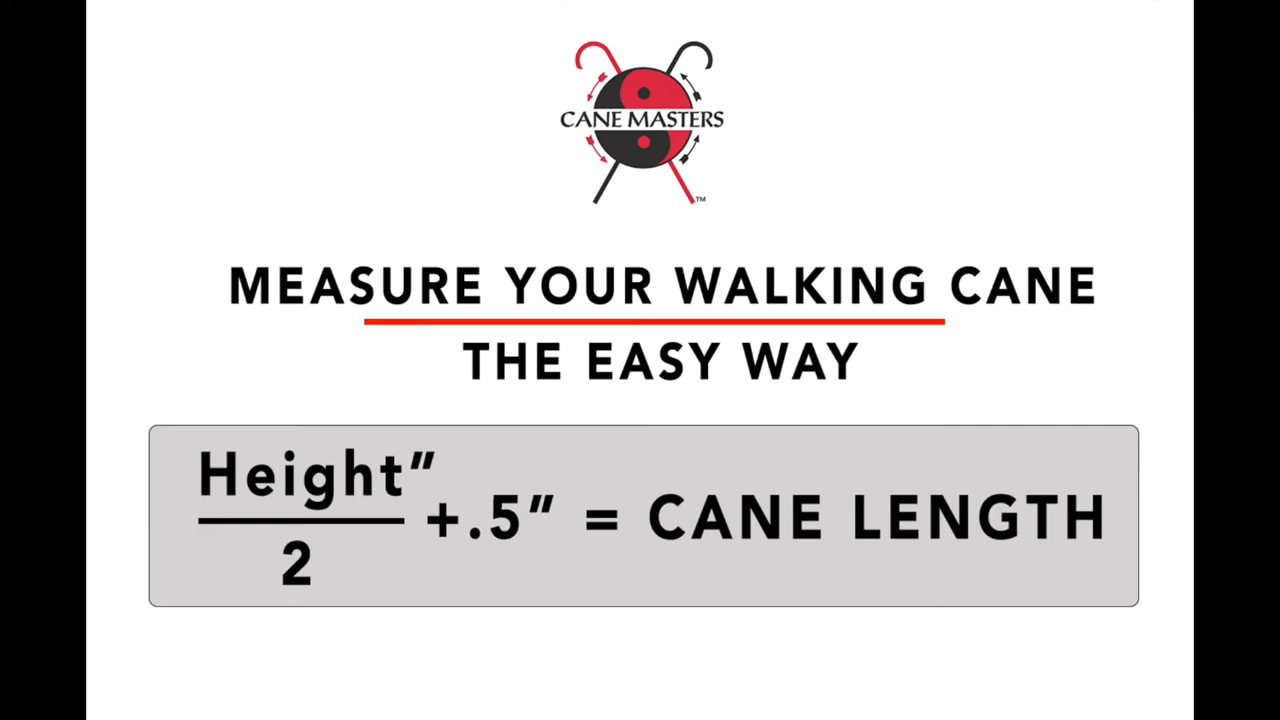 CANE MASTERS
TM
MEASURE YOUR WALKING CANE
THE EASY WAY
Height″
2
+.5″ = CANE LENGTH